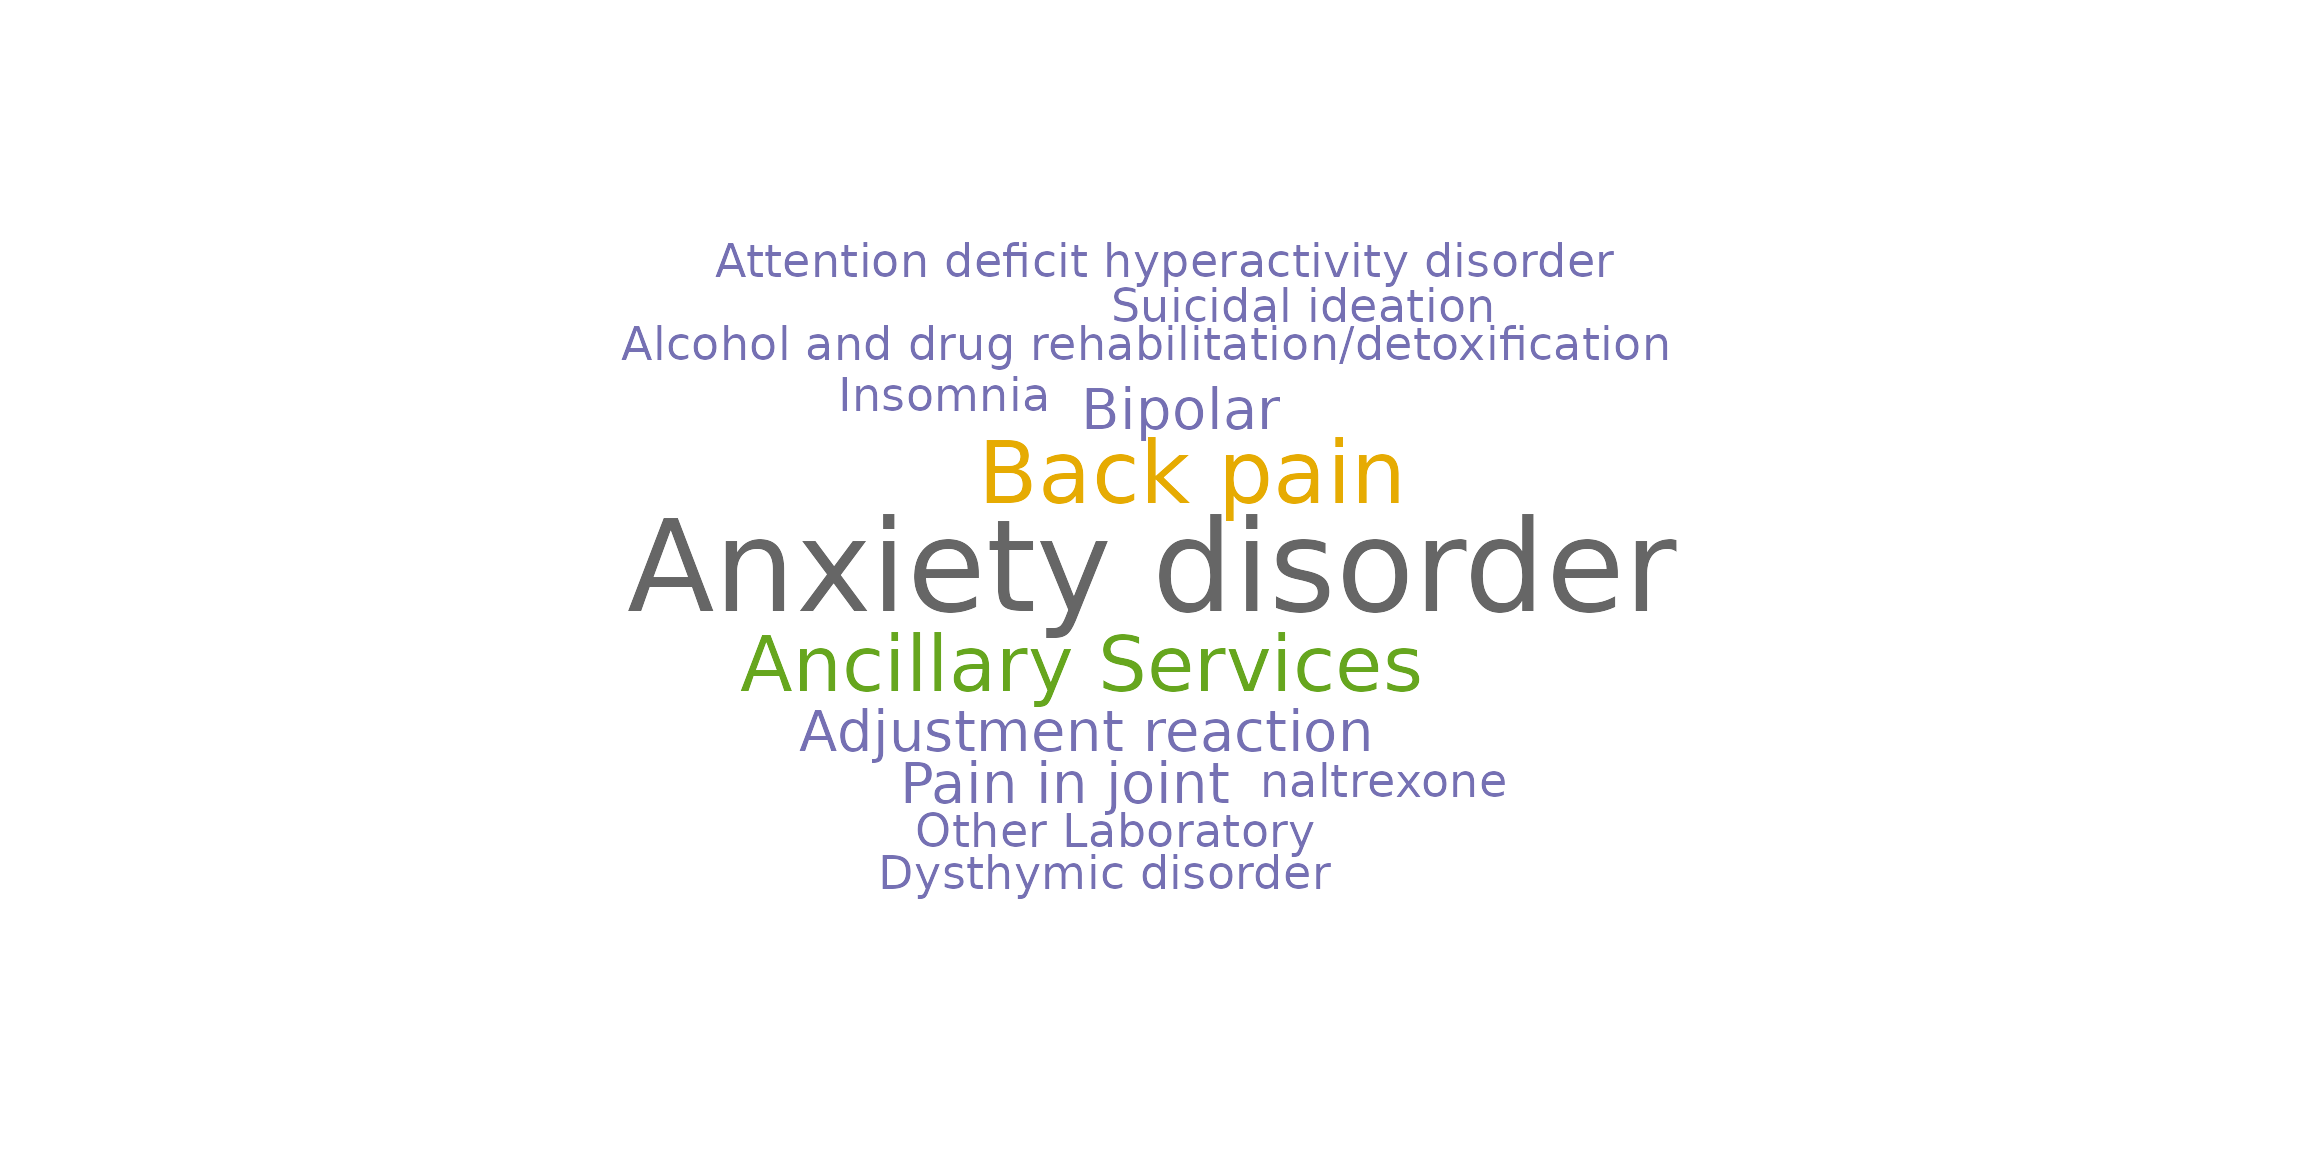 Attention deficit hyperactivity disorder
Suicidal ideation
Alcohol and drug rehabilitation/detoxification
Insomnia Bipolar
Back pain
Anxiety disorder
Ancillary Services
Adjustment reaction
Pain in joint naltrexone
Other Laboratory
Dysthymic disorder